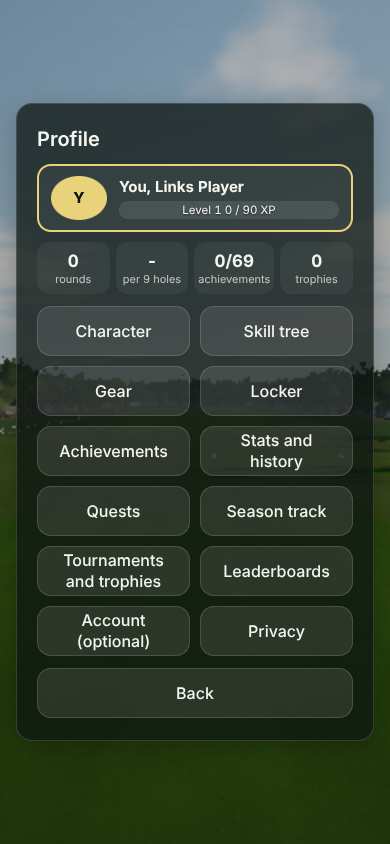 Profile
Y
You, Links Player
Level 1 0 / 90 XP
0
rounds
-
per 9 holes
0/69
achievements
0
trophies
Character
Skill tree
Gear
Locker
Achievements
Stats and
history
Quests
Season track
Tournaments
and trophies
Leaderboards
Account
(optional)
Privacy
Back